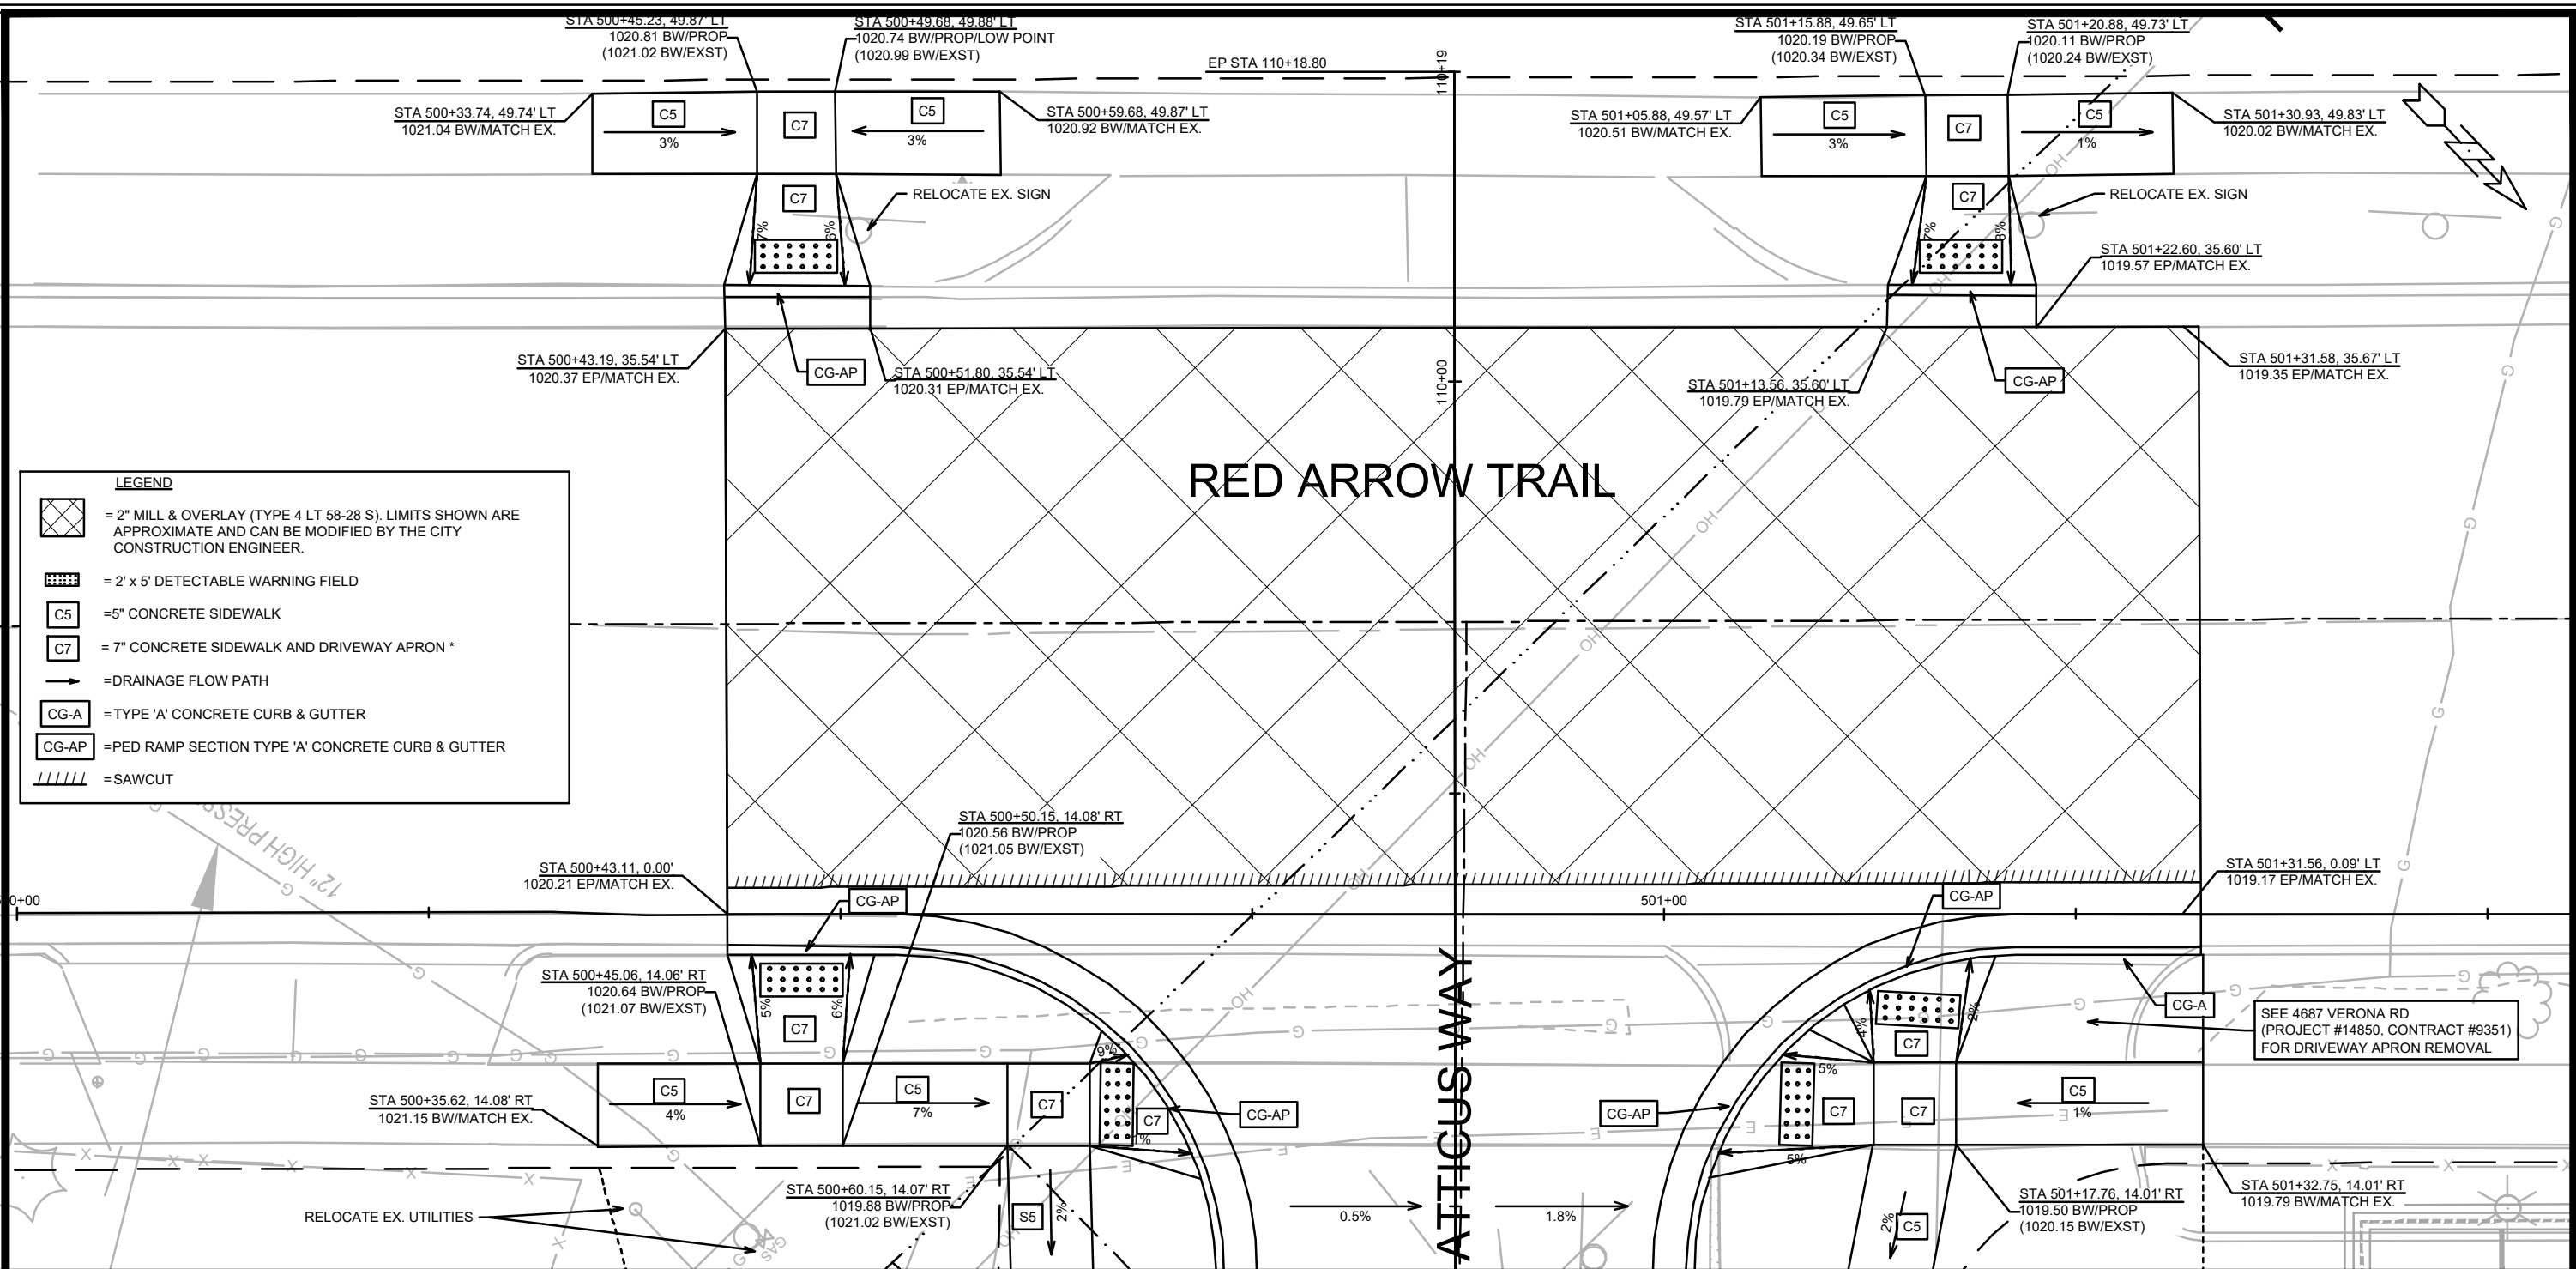 STA 500+45.23, 49.87' LT
1020.81 BW/PROP
(1021.02 BW/EXST)
STA 500+49.68, 49.88' LT
1020.74 BW/PROP/LOW POINT
(1020.99 BW/EXST)
STA 501+15.88, 49.65' LT
1020.19 BW/PROP
(1020.34 BW/EXST)
STA 501+20.88, 49.73' LT
1020.11 BW/PROP
(1020.24 BW/EXST)
EP STA 110+18.80
110+19
STA 500+33.74, 49.74' LT
1021.04 BW/MATCH EX.
C5
3%
C7
C5
3%
STA 500+59.68, 49.87' LT
1020.92 BW/MATCH EX.
STA 501+05.88, 49.57' LT
1020.51 BW/MATCH EX.
C5
3%
C7
C5
1%
STA 501+30.93, 49.83' LT
1020.02 BW/MATCH EX.
OH
C7
7%
6%
RELOCATE EX. SIGN
C7
7%
8%
RELOCATE EX. SIGN
G
STA 501+22.60, 35.60' LT
1019.57 EP/MATCH EX.
OH
STA 500+43.19, 35.54' LT
1020.37 EP/MATCH EX.
CG-AP
STA 500+51.80, 35.54' LT
1020.31 EP/MATCH EX.
110+00
STA 501+13.56, 35.60' LT
1019.79 EP/MATCH EX.
CG-AP
STA 501+31.58, 35.67' LT
1019.35 EP/MATCH EX.
G
RED ARROW TRAIL
OH
G
LEGEND
= 2" MILL & OVERLAY (TYPE 4 LT 58-28 S). LIMITS SHOWN ARE
APPROXIMATE AND CAN BE MODIFIED BY THE CITY
CONSTRUCTION ENGINEER.
= 2' x 5' DETECTABLE WARNING FIELD
C5 =5" CONCRETE SIDEWALK
C7 = 7" CONCRETE SIDEWALK AND DRIVEWAY APRON *
=DRAINAGE FLOW PATH
CG-A =TYPE 'A' CONCRETE CURB & GUTTER
CG-AP =PED RAMP SECTION TYPE 'A' CONCRETE CURB & GUTTER
=SAWCUT
OH
G
OH
12" HIGH PRESS
G
G
STA 500+50.15, 14.08' RT
1020.56 BW/PROP
(1021.05 BW/EXST)
STA 500+43.11, 0.00'
1020.21 EP/MATCH EX.
OH
STA 501+31.56, 0.09' LT
1019.17 EP/MATCH EX.
G
0+00
CG-AP
501+00
CG-AP
STA 500+45.06, 14.06' RT
1020.64 BW/PROP
(1021.07 BW/EXST)
5%
6%
C7
OH
G
4%
2%
C7
CG-A
SEE 4687 VERONA RD
(PROJECT #14850, CONTRACT #9351)
FOR DRIVEWAY APRON REMOVAL
G G G G G G G G G G
9%
5%
STA 500+35.62, 14.08' RT
1021.15 BW/MATCH EX.
C5
4%
C7
C5
7%
C7
C7
1%
CG-AP
ATTICUS WAY
CG-AP
C7
C7
C5
1%
5%
X X X X X
E E E E E E E
X X X
RELOCATE EX. UTILITIES
GAS
STA 500+60.15, 14.07' RT
1019.88 BW/PROP
(1021.02 BW/EXST)
S5
2%
OH
0.5%
1.8%
2%
C5
STA 501+17.76, 14.01' RT
1019.50 BW/PROP
(1020.15 BW/EXST)
STA 501+32.75, 14.01' RT
1019.79 BW/MATCH EX.